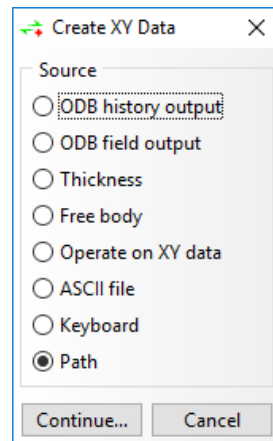 Create XY Data
Source
ODB history output
ODB field output
Thickness
Free body
Operate on XY data
ASCII file
Keyboard
Path
Continue... Cancel